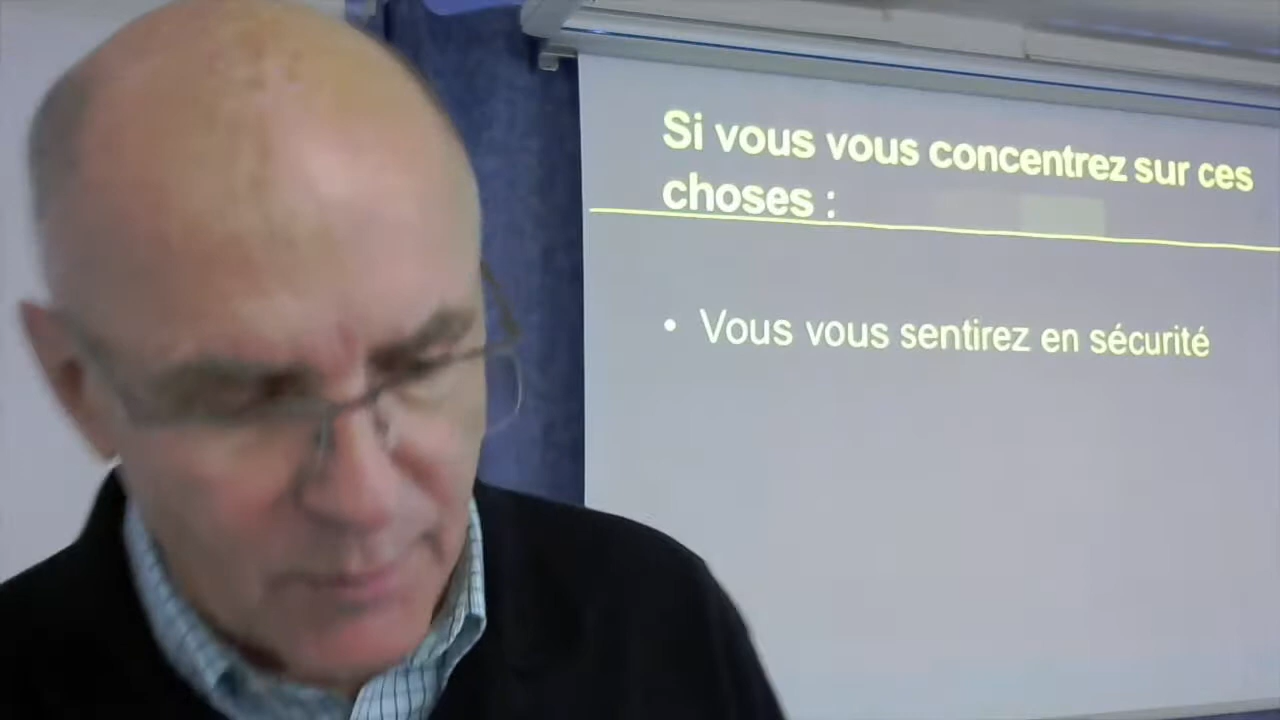 Si vous vous concentrez sur ces
choses :
• Vous vous sentirez en sécurité